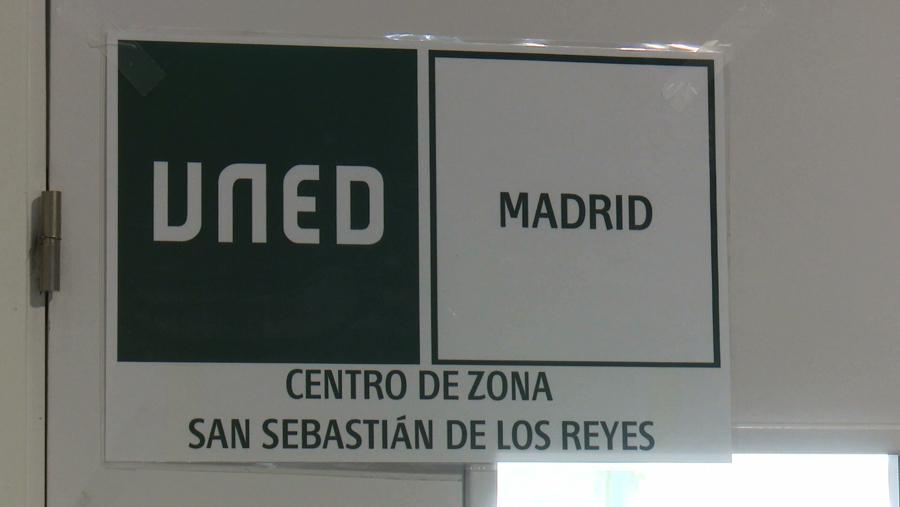 UNED
MADRID
CENTRO DE ZONA
SAN SEBASTIÁN DE LOS REYES